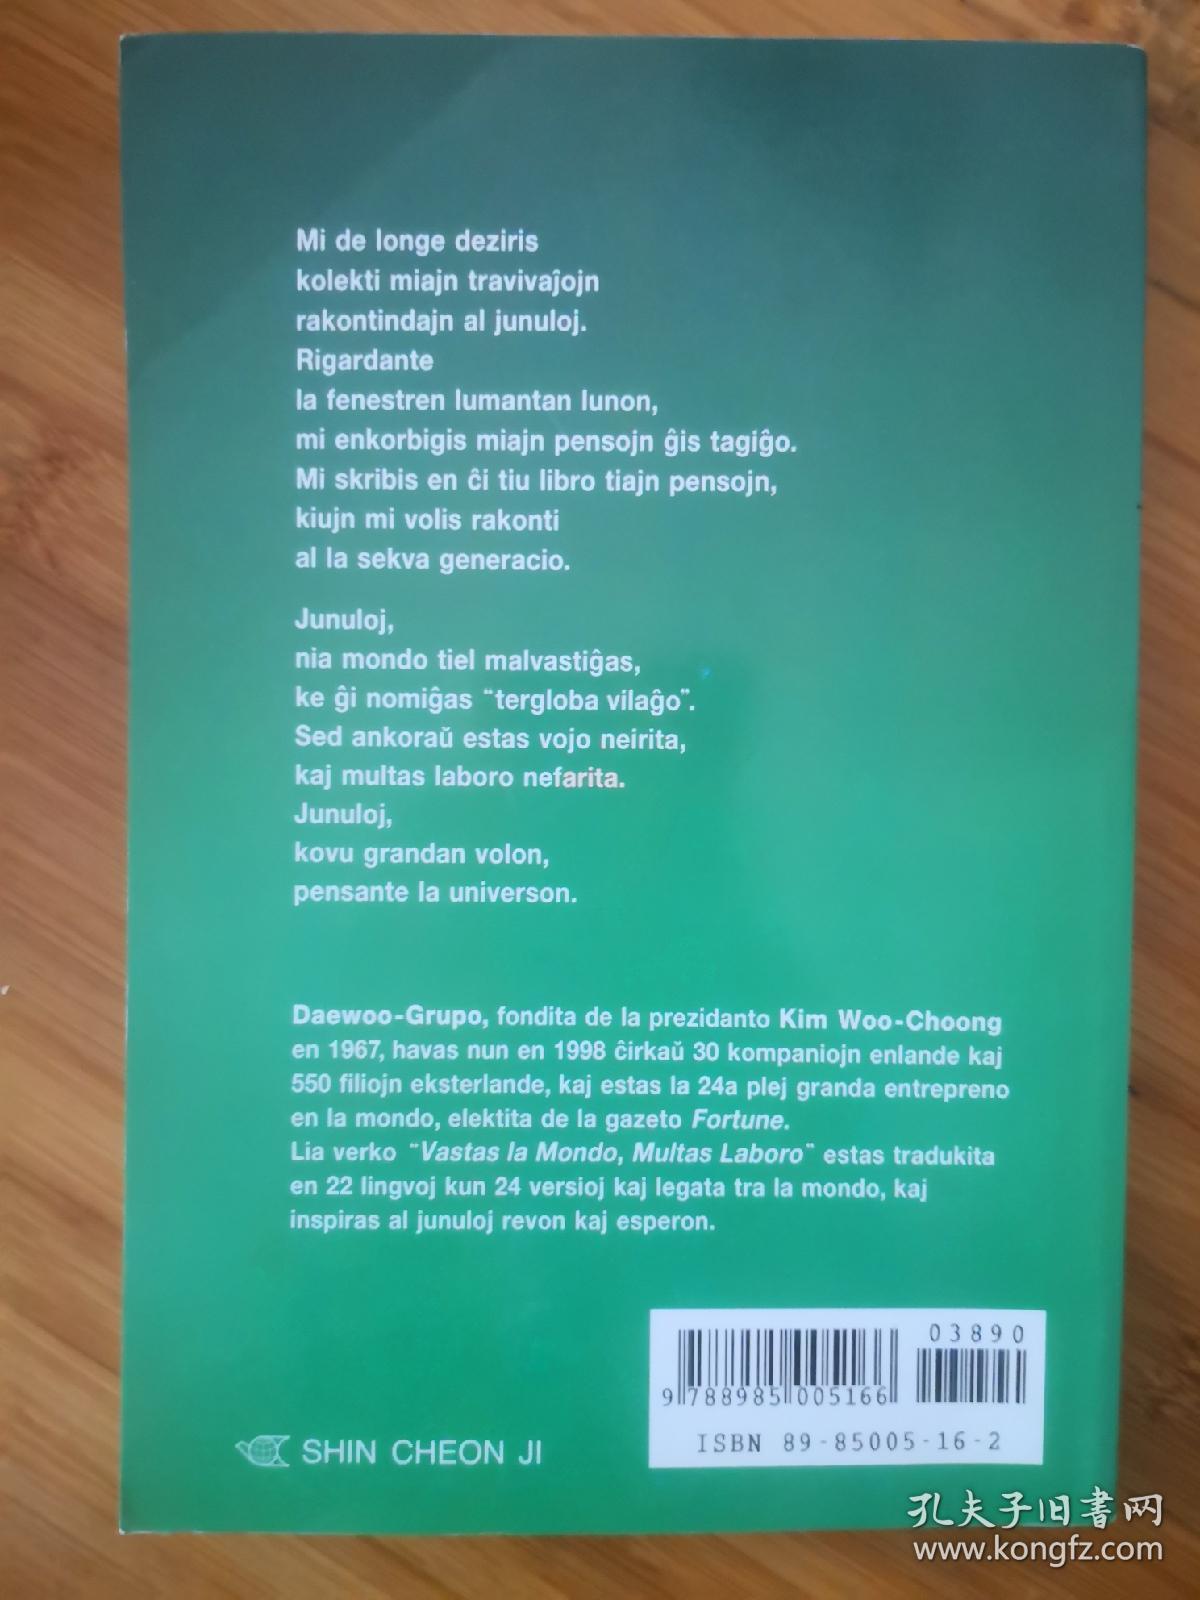 Mi de longe deziris
kolekti miajn travivaĵojn
rakontindajn al junuloj.
Rigardante
la fenestren lumantan lunon,
mi enkorbigis miajn pensojn ĝis tagiĝo.
Mi skribis en ĉi tiu libro tiajn pensojn,
kiujn mi volis rakonti
al la sekva generacio.
Junuloj,
nia mondo tiel malvastiĝas,
ke ĝi nomiĝas “tergloba vilaĝo”.
Sed ankoraŭ estas vojo neirita,
kaj multas laboro nefarita.
Junuloj,
kovu grandan volon,
pensante la universon.
Daewoo-Grupo, fondita de la prezidanto Kim Woo-Choong
en 1967, havas nun en 1998 ĉirkaŭ 30 kompaniojn enlande kaj
550 filiojn eksterlande, kaj estas la 24a plej granda entrepreno
en la mondo, elektita de la gazeto Fortune.
Lia verko “Vastas la Mondo, Multas Laboro” estas tradukita
en 22 lingvoj kun 24 versioj kaj legata tra la mondo, kaj
inspiras al junuloj revon kaj esperon.
03890
9 788985 005166
ISBN 89-85005-16-2
SHIN CHEON JI
孔夫子旧书网
www.kongfz.com